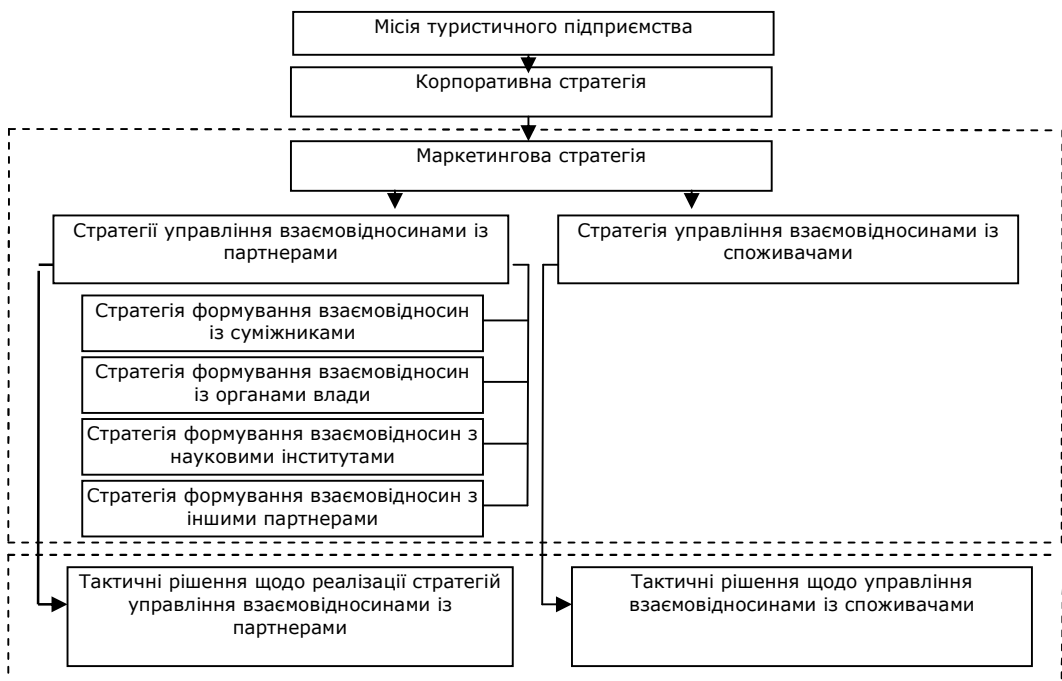 Місія туристичного підприємства
Корпоративна стратегія
Маркетингова стратегія
Стратегії управління взаємовідносинами із
партнерами
Стратегія управління взаємовідносинами із
споживачами
Стратегія формування взаємовідносин
із суміжниками
Стратегія формування взаємовідносин
із органами влади
Стратегія формування взаємовідносин з
науковими інститутами
Стратегія формування взаємовідносин з
іншими партнерами
Тактичні рішення щодо реалізації стратегій
управління взаємовідносинами із
партнерами
Тактичні рішення щодо управління
взаємовідносинами із споживачами